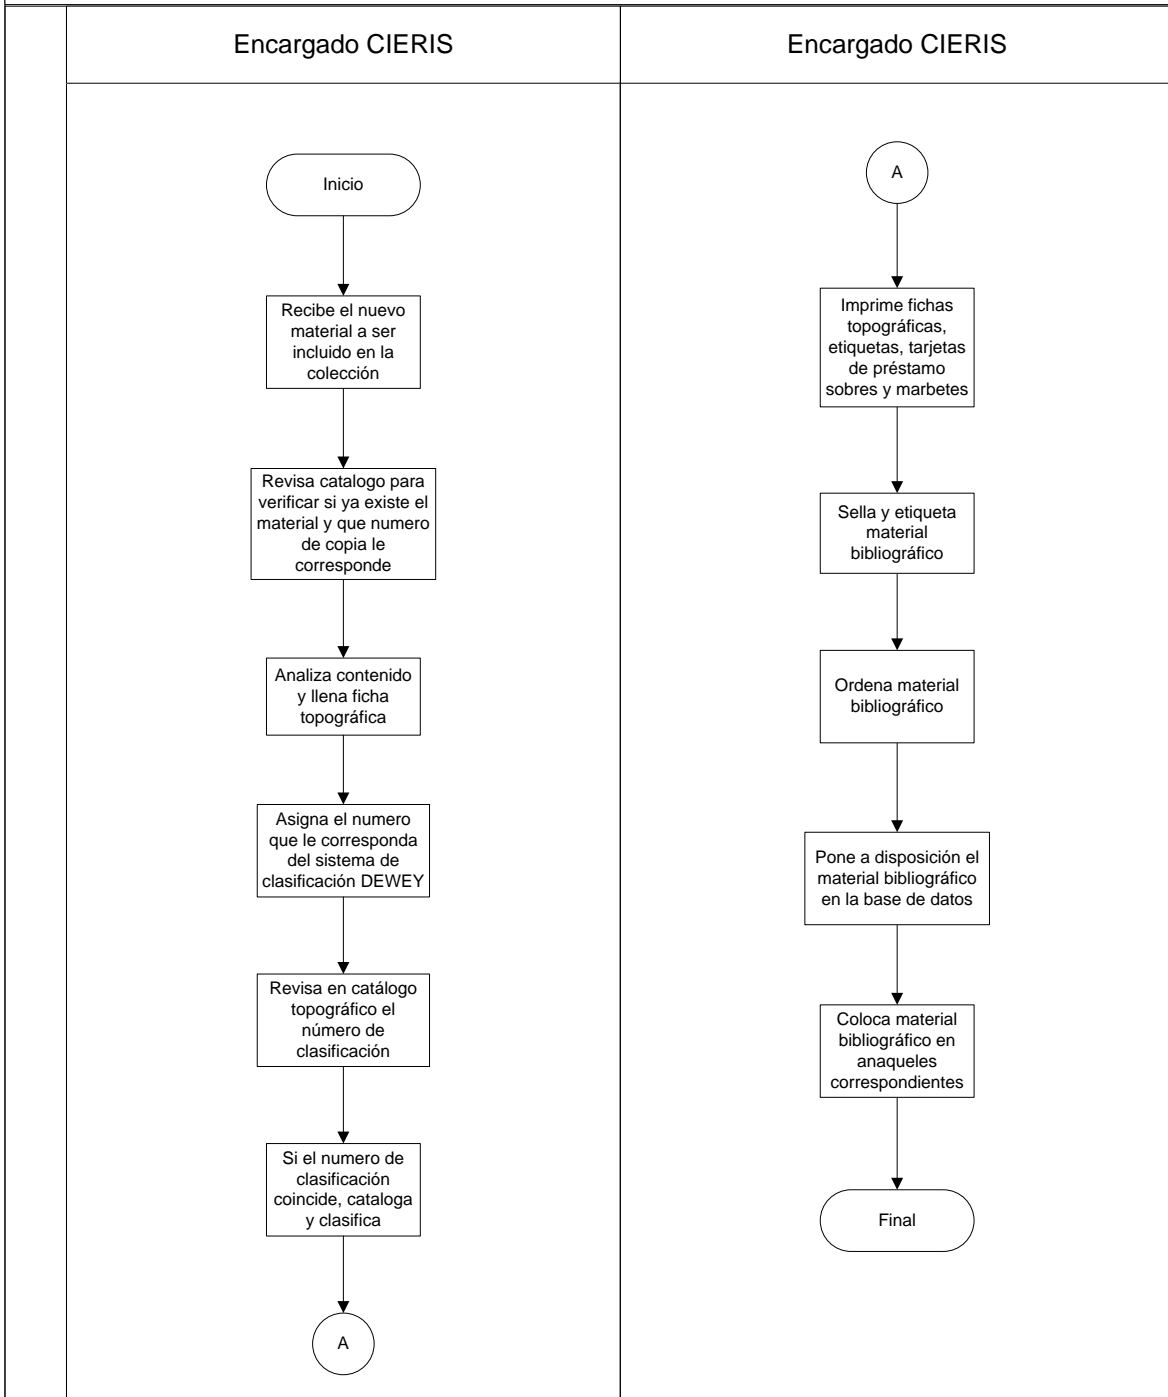 Encargado CIERIS
Encargado CIERIS
Inicio
Recibe el nuevo
material a ser
incluido en la
colección
Revisa catalogo para
verificar si ya existe el
material y que numero
de copia le
corresponde
Analiza contenido
y llena ficha
topográfica
Asigna el numero
que le corresponda
del sistema de
clasificación DEWEY
Revisa en catálogo
topográfico el
número de
clasificación
Si el numero de
clasificación
coincide, cataloga
y clasifica
A
A
Imprime fichas
topográficas,
etiquetas, tarjetas
de préstamo
sobres y marbetes
Sella y etiqueta
material
bibliográfico
Ordena material
bibliográfico
Pone a disposición el
material bibliográfico
en la base de datos
Coloca material
bibliográfico en
anaqueles
correspondientes
Final